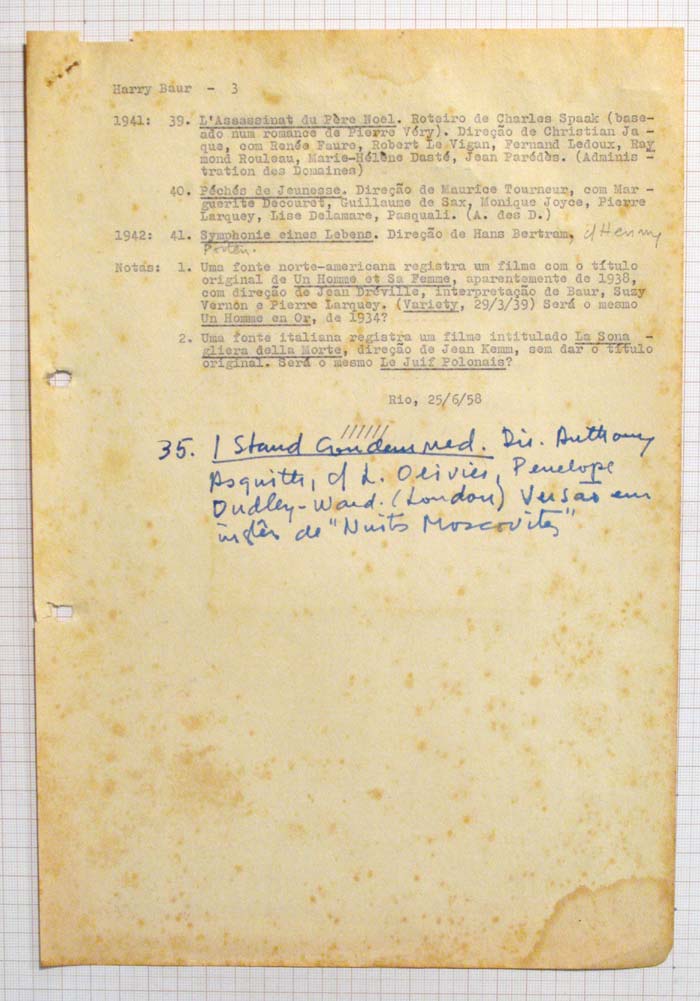 Harry Baur - 3
1941: 39. L'Assassinat du Père Noël. Roteiro de Charles Spaak (base-
ado num romance de Pierre Véry). Direção de Christian Ja -
que, com Renée Faure, Robert Le Vigan, Fernand Ledoux, Ray
mond Rouleau, Marie-Hélène Dasté, Jean Parédès. (Adminis -
tration des Domaines)
40. Péchés de Jeunesse. Direção de Maurice Tourneur, com Mar -
guerite Decouret, Guillaume de Sax, Monique Joyce, Pierre
Larquey, Lise Delamare, Pasquali. (A. des D.)
1942: 41. Symphonie eines Lebens. Direção de Hans Bertram, c/ Henny
Porten.
Notas: 1. Uma fonte norte-americana registra um filme com o título
original de Un Homme et Sa Femme, aparentemente de 1938,
com direção de Jean Dréville, interpretação de Baur, Suzy
Vernon e Pierre Larquey. (Variety, 29/3/39) Será o mesmo
Un Homme en Or, de 1934?
2. Uma fonte italiana registra um filme intitulado La Sona -
gliera della Morte, direção de Jean Kemm, sem dar o título
original. Será o mesmo Le Juif Polonais?
Rio, 25/6/58
//////
35. I Stand Condemned. Dir. Anthony
Asquith, c/ L. Olivier, Penelope
Dudley-Ward. (London) Versão em
inglês de "Nuits Moscovites"